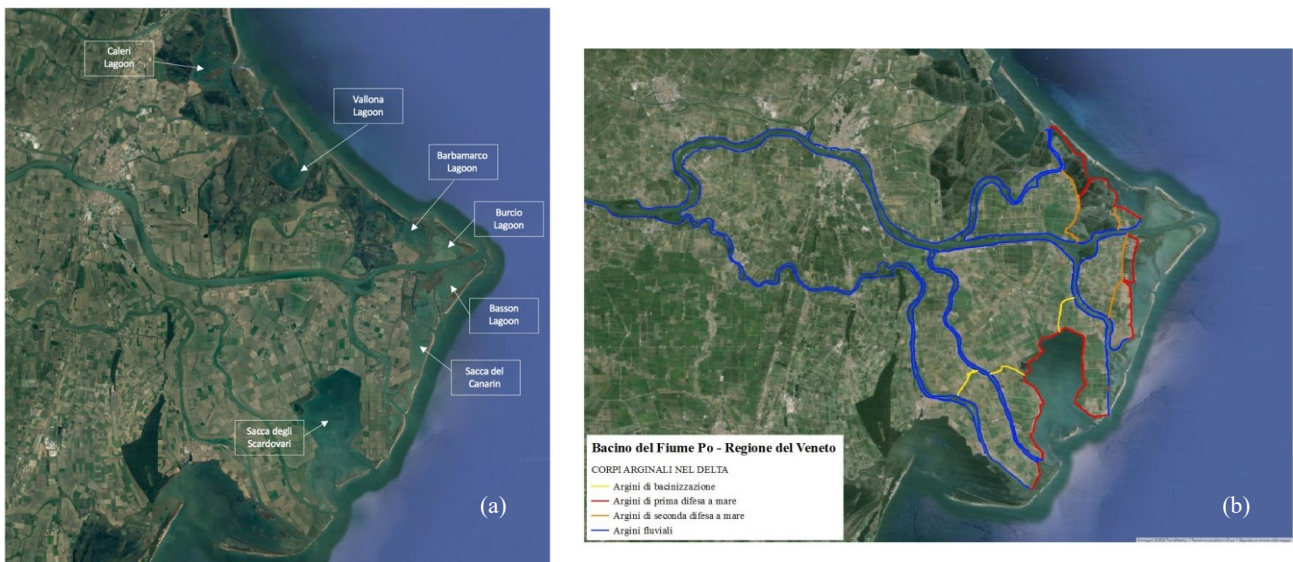 Caleri
Lagoon
Vallona
Lagoon
Barbamarco
Lagoon
Burcio
Lagoon
Basson
Lagoon
Sacca del
Canarin
Sacca degli
Scardovari
(a)
Bacino del Fiume Po - Regione del Veneto
CORPI ARGINALI NEL DELTA
Argini di bacinizzazione
Argini di prima difesa a mare
Argini di seconda difesa a mare
Argini fluviali
(b)